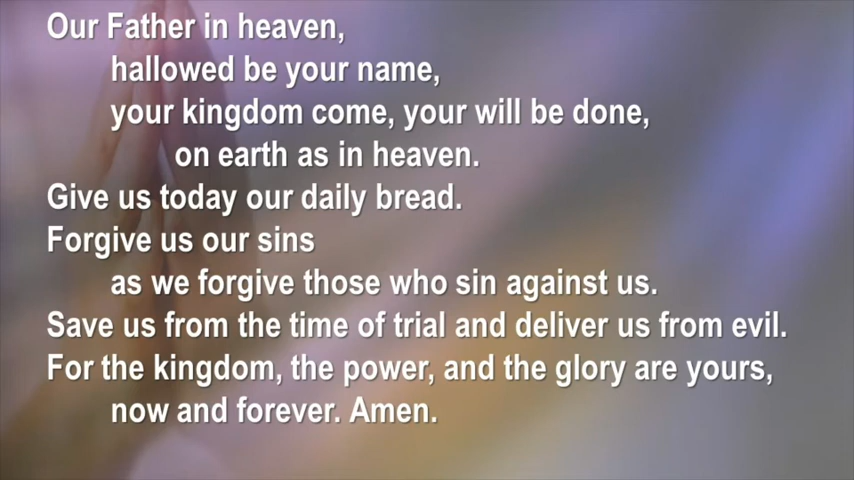 Our Father in heaven,
hallowed be your name,
your kingdom come, your will be done,
on earth as in heaven.
Give us today our daily bread.
Forgive us our sins
as we forgive those who sin against us.
Save us from the time of trial and deliver us from evil.
For the kingdom, the power, and the glory are yours,
now and forever. Amen.